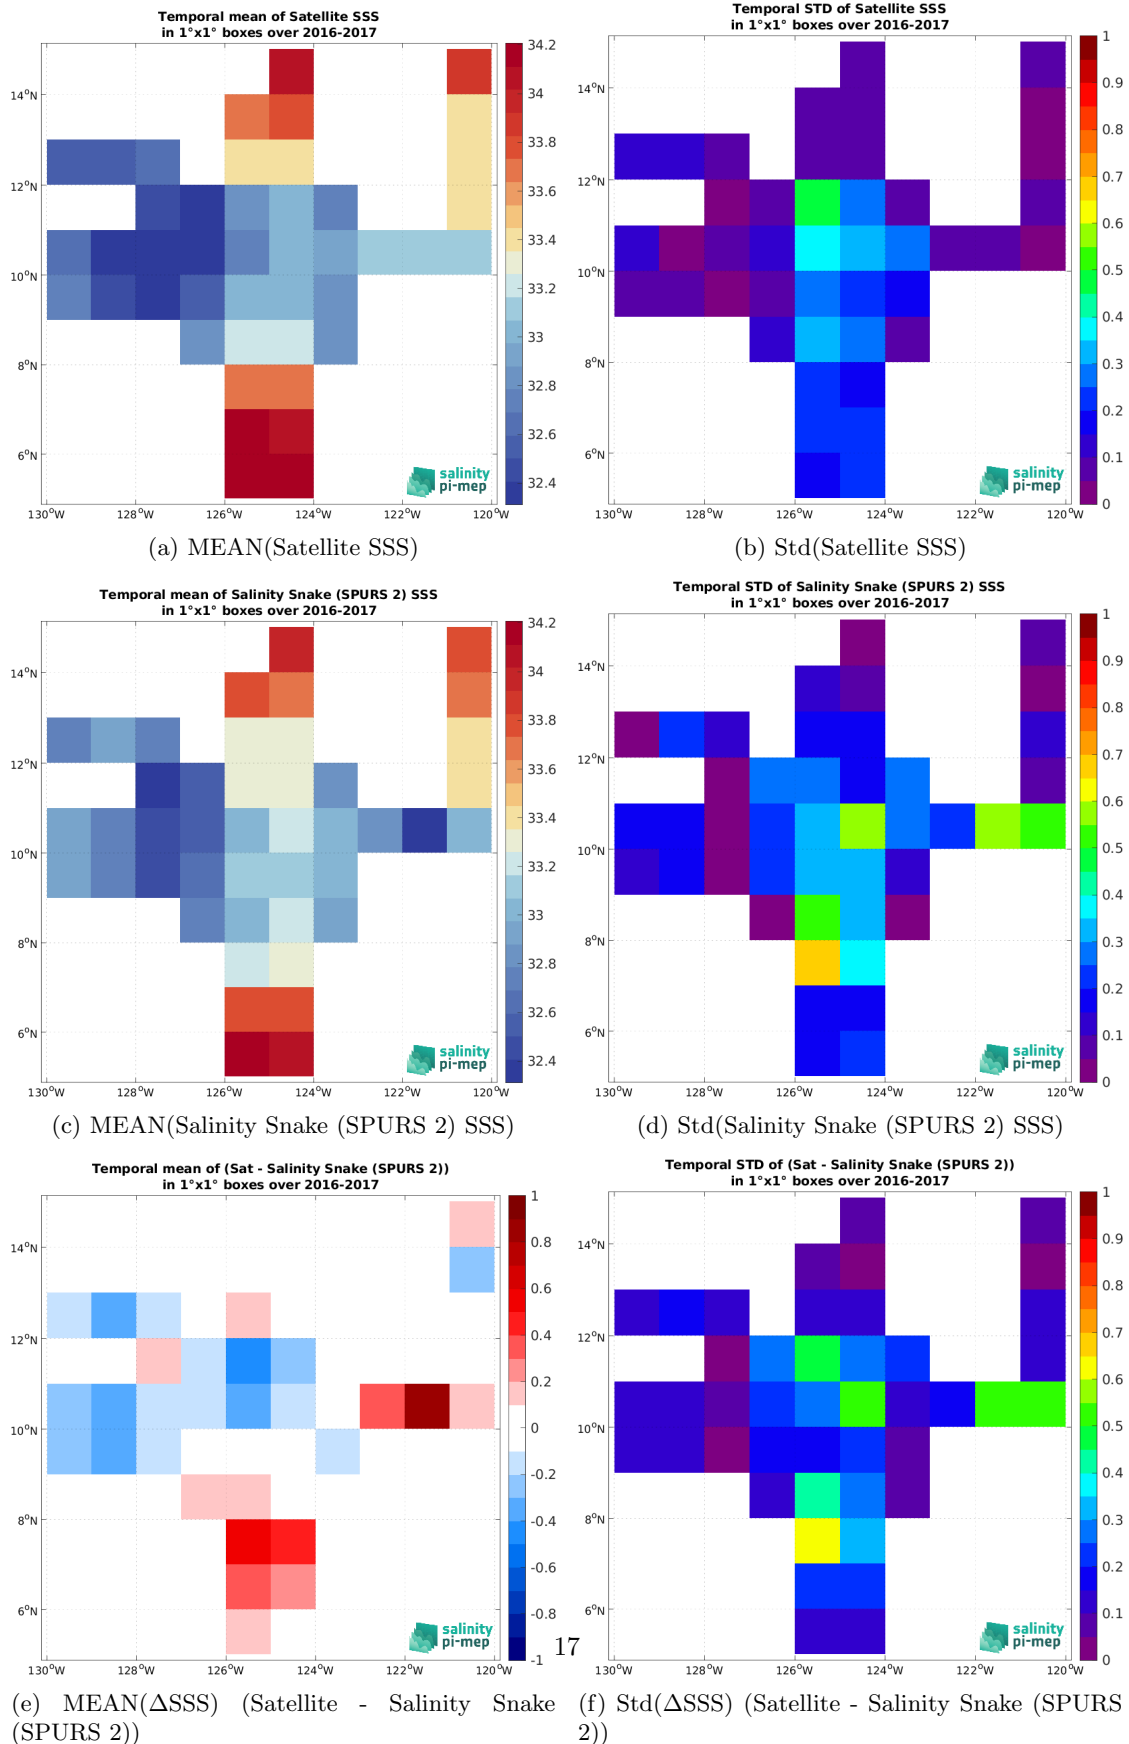 Temporal mean of Satellite SSS
in 1°x1° boxes over 2016-2017
14°N
12°N
10°N
8°N
6°N
130°W 128°W 126°W 124°W 122°W 120°W
34.2
34
33.8
33.6
33.4
33.2
33
32.8
32.6
32.4
salinity
pi-mep
(a) MEAN(Satellite SSS)
Temporal STD of Satellite SSS
in 1°x1° boxes over 2016-2017
14°N
12°N
10°N
8°N
6°N
130°W 128°W 126°W 124°W 122°W 120°W
1
0.9
0.8
0.7
0.6
0.5
0.4
0.3
0.2
0.1
0
salinity
pi-mep
(b) Std(Satellite SSS)
Temporal mean of Salinity Snake (SPURS 2) SSS
in 1°x1° boxes over 2016-2017
14°N
12°N
10°N
8°N
6°N
130°W 128°W 126°W 124°W 122°W 120°W
34.2
34
33.8
33.6
33.4
33.2
33
32.8
32.6
32.4
salinity
pi-mep
(c) MEAN(Salinity Snake (SPURS 2) SSS)
Temporal STD of Salinity Snake (SPURS 2) SSS
in 1°x1° boxes over 2016-2017
14°N
12°N
10°N
8°N
6°N
130°W 128°W 126°W 124°W 122°W 120°W
1
0.9
0.8
0.7
0.6
0.5
0.4
0.3
0.2
0.1
0
salinity
pi-mep
(d) Std(Salinity Snake (SPURS 2) SSS)
Temporal mean of (Sat - Salinity Snake (SPURS 2))
in 1°x1° boxes over 2016-2017
14°N
12°N
10°N
8°N
6°N
130°W 128°W 126°W 124°W 122°W 120°W
1
0.8
0.6
0.4
0.2
0
-0.2
-0.4
-0.6
-0.8
-1
salinity
pi-mep
(e) MEAN(ΔSSS) (Satellite - Salinity Snake
(SPURS 2))
Temporal STD of (Sat - Salinity Snake (SPURS 2))
in 1°x1° boxes over 2016-2017
14°N
12°N
10°N
8°N
6°N
130°W 128°W 126°W 124°W 122°W 120°W
1
0.9
0.8
0.7
0.6
0.5
0.4
0.3
0.2
0.1
0
salinity
pi-mep
(f) Std(ΔSSS) (Satellite - Salinity Snake (SPURS
2))
17